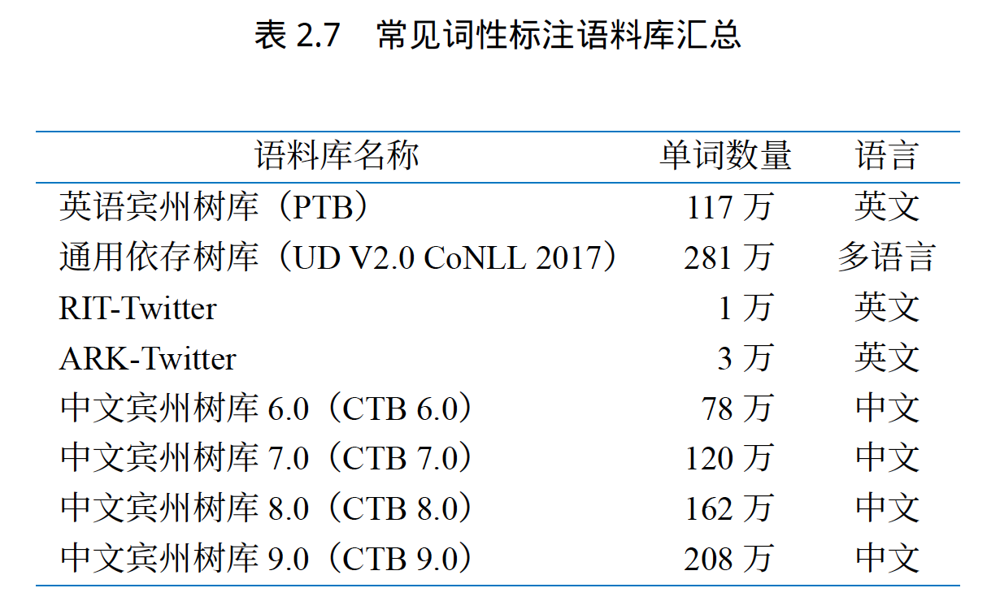 表 2.7 常见词性标注语料库汇总
语料库名称 单词数量 语言
英语宾州树库（PTB） 117 万 英文
通用依存树库（UD V2.0 CoNLL 2017） 281 万 多语言
RIT-Twitter 1 万 英文
ARK-Twitter 3 万 英文
中文宾州树库 6.0（CTB 6.0） 78 万 中文
中文宾州树库 7.0（CTB 7.0） 120 万 中文
中文宾州树库 8.0（CTB 8.0） 162 万 中文
中文宾州树库 9.0（CTB 9.0） 208 万 中文